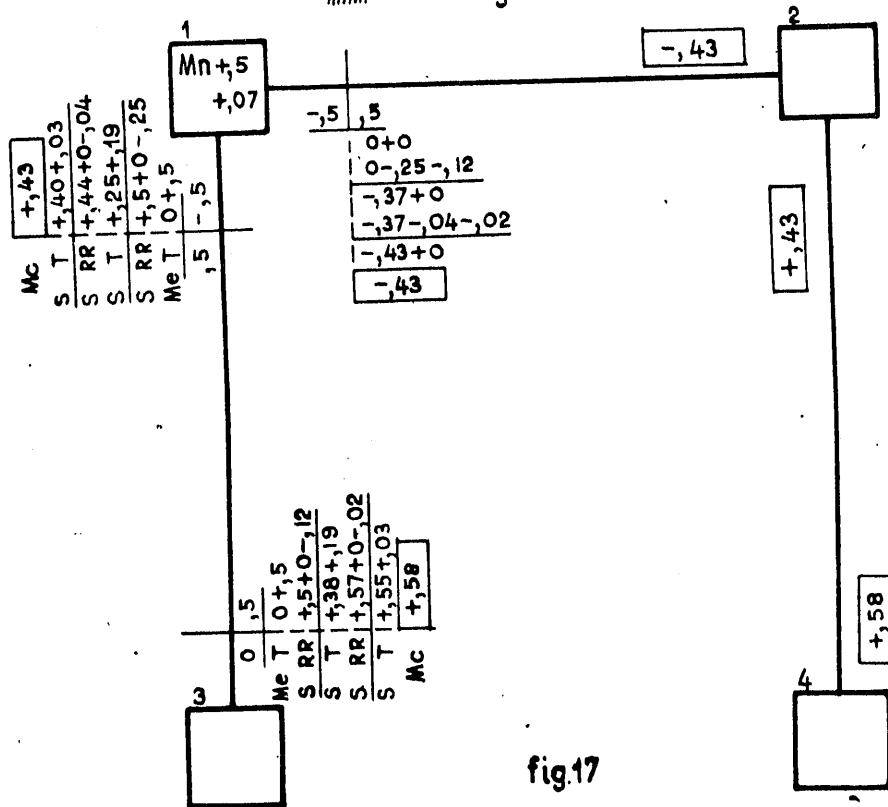 1
2
Mn+,5
+,07
-,43
-,5 ,5
0+0
0-,25-,12
-,37+0
-,37-,04-,02
-,43+0
-,43
Mc +,43
S T +,40+,03
S RR +,44+0-,04
S T +,25+,19
S RR +,5+0-,25
Me T 0+,5
,5 -,5
+,43
0 ,5
Me T 0+,5
S RR +,5+0-,12
S T +,38+,19
S RR +,57+0-,02
S T +,55+,03
Mc +,58
+,58
3
4
fig.17